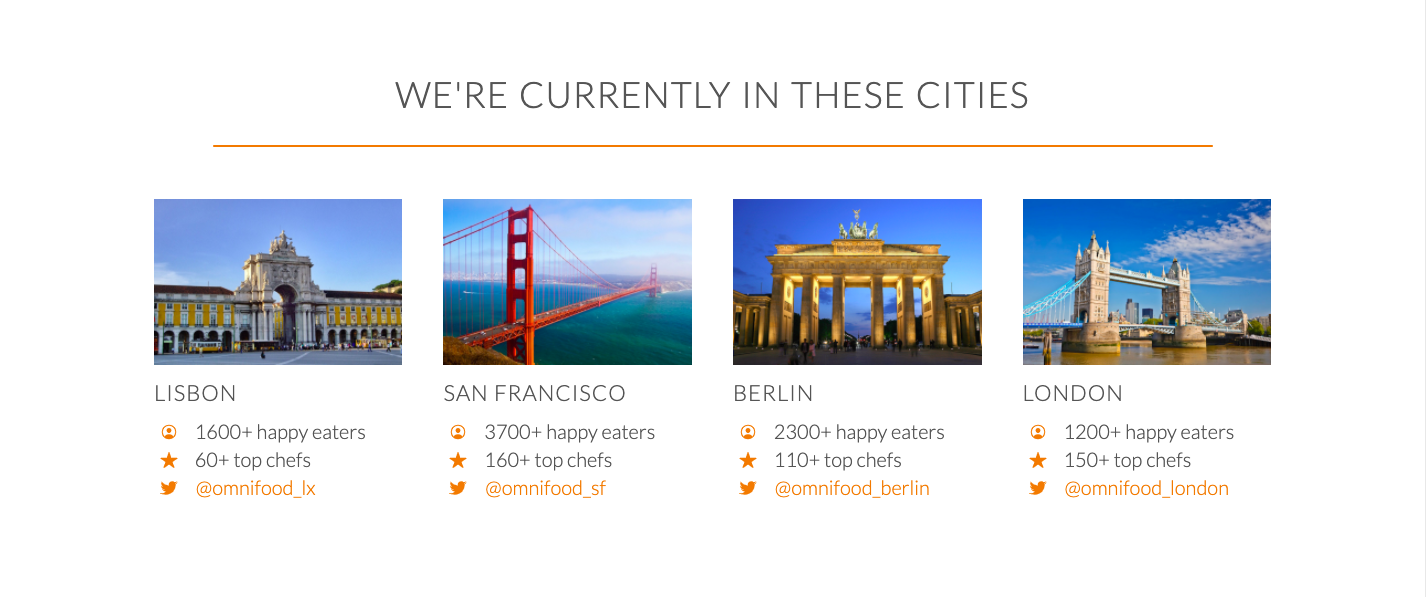 WE'RE CURRENTLY IN THESE CITIES
LISBON
1600+ happy eaters
60+ top chefs
@omnifood_lx
SAN FRANCISCO
3700+ happy eaters
160+ top chefs
@omnifood_sf
BERLIN
2300+ happy eaters
110+ top chefs
@omnifood_berlin
LONDON
1200+ happy eaters
150+ top chefs
@omnifood_london